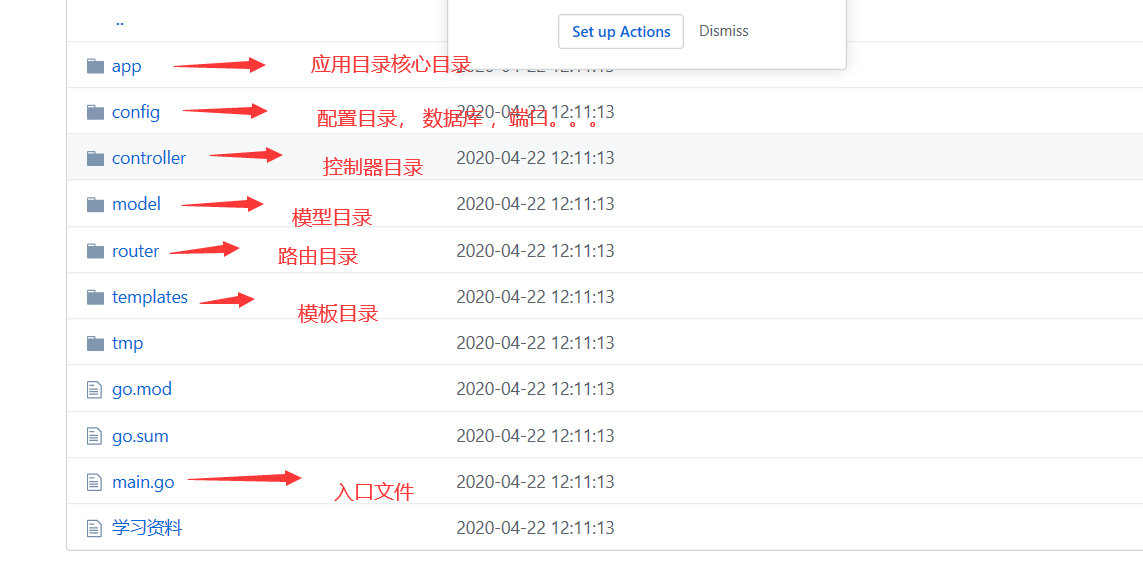 ..
Set up Actions Dismiss
app 应用目录核心目录 2020-04-22 12:11:13
config 配置目录， 数据库 ，端口。。。 2020-04-22 12:11:13
controller 控制器目录 2020-04-22 12:11:13
model 模型目录 2020-04-22 12:11:13
router 路由目录 2020-04-22 12:11:13
templates 模板目录 2020-04-22 12:11:13
tmp 2020-04-22 12:11:13
go.mod 2020-04-22 12:11:13
go.sum 2020-04-22 12:11:13
main.go 入口文件 2020-04-22 12:11:13
学习资料 2020-04-22 12:11:13